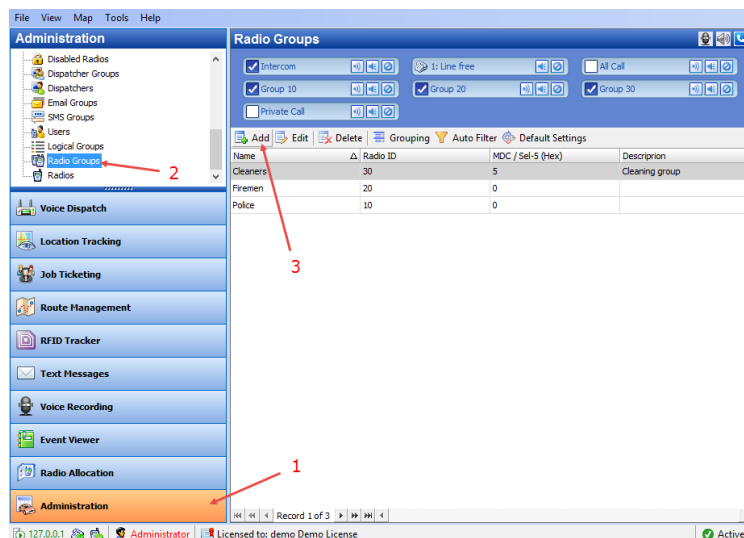 File View Map Tools Help
Administration
Disabled Radios
Dispatcher Groups
Dispatchers
Email Groups
SMS Groups
Users
Logical Groups
Radio Groups
2
Radios
Voice Dispatch
Location Tracking
Job Ticketing
Route Management
RFID Tracker
Text Messages
Voice Recording
Event Viewer
Radio Allocation
Administration
1
Radio Groups
Intercom 1: Line free All Call
Group 10 Group 20 Group 30
Private Call
Add Edit Delete Grouping Auto Filter Default Settings
Name Radio ID MDC / Sel-5 (Hex) Descriprion
Cleaners 30 5 Cleaning group
Firemen 20 0
Police 10 0
3
Record 1 of 3
127.0.0.1 Administrator Licensed to: demo Demo License Active